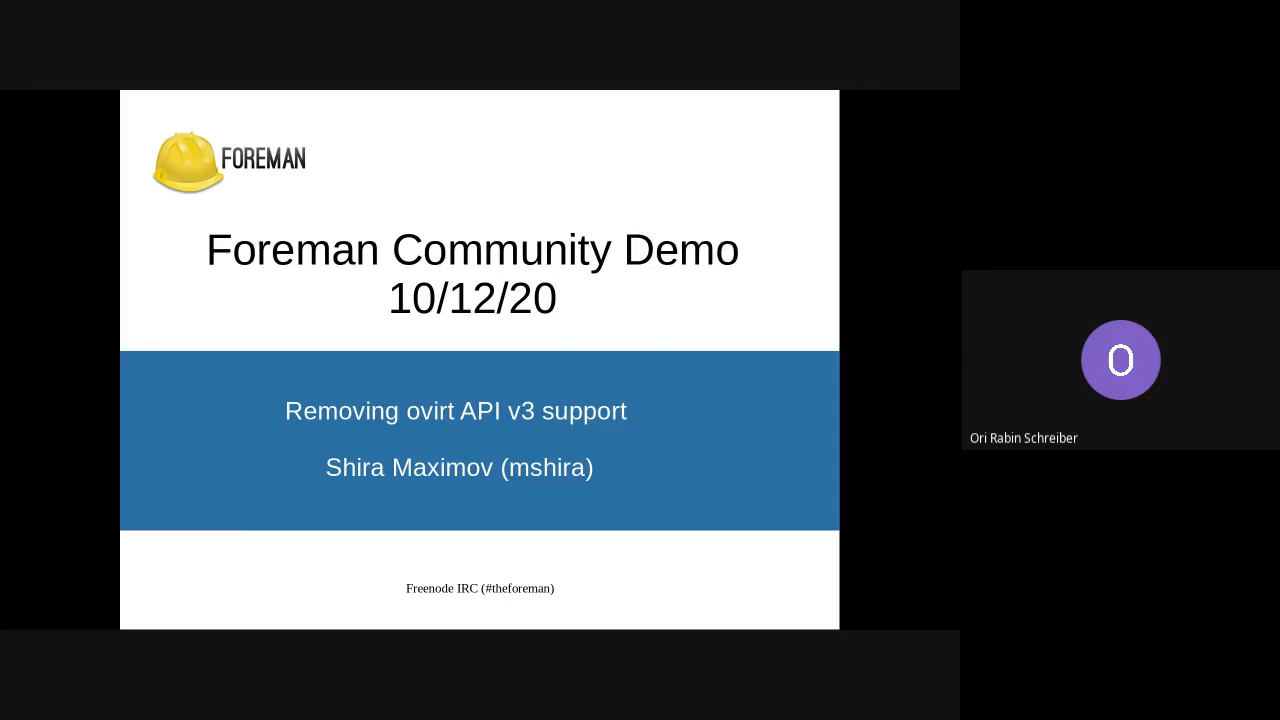 FOREMAN
Foreman Community Demo
10/12/20
Removing ovirt API v3 support
Shira Maximov (mshira)
Freenode IRC (#theforeman)
O
Ori Rabin Schreiber